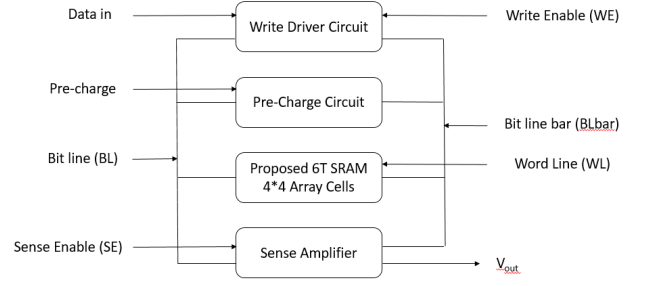 Data in
Write Driver Circuit
Write Enable (WE)
Pre-charge
Pre-Charge Circuit
Bit line bar (BLbar)
Bit line (BL)
Proposed 6T SRAM
4*4 Array Cells
Word Line (WL)
Sense Enable (SE)
Sense Amplifier
Vout